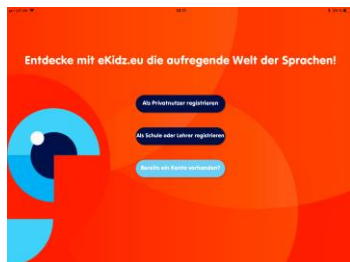 Entdecke mit eKidz.eu die aufregende Welt der Sprachen!
Als Privatnutzer registrieren
Als Schule oder Lehrer registrieren
Bereits ein Konto vorhanden?